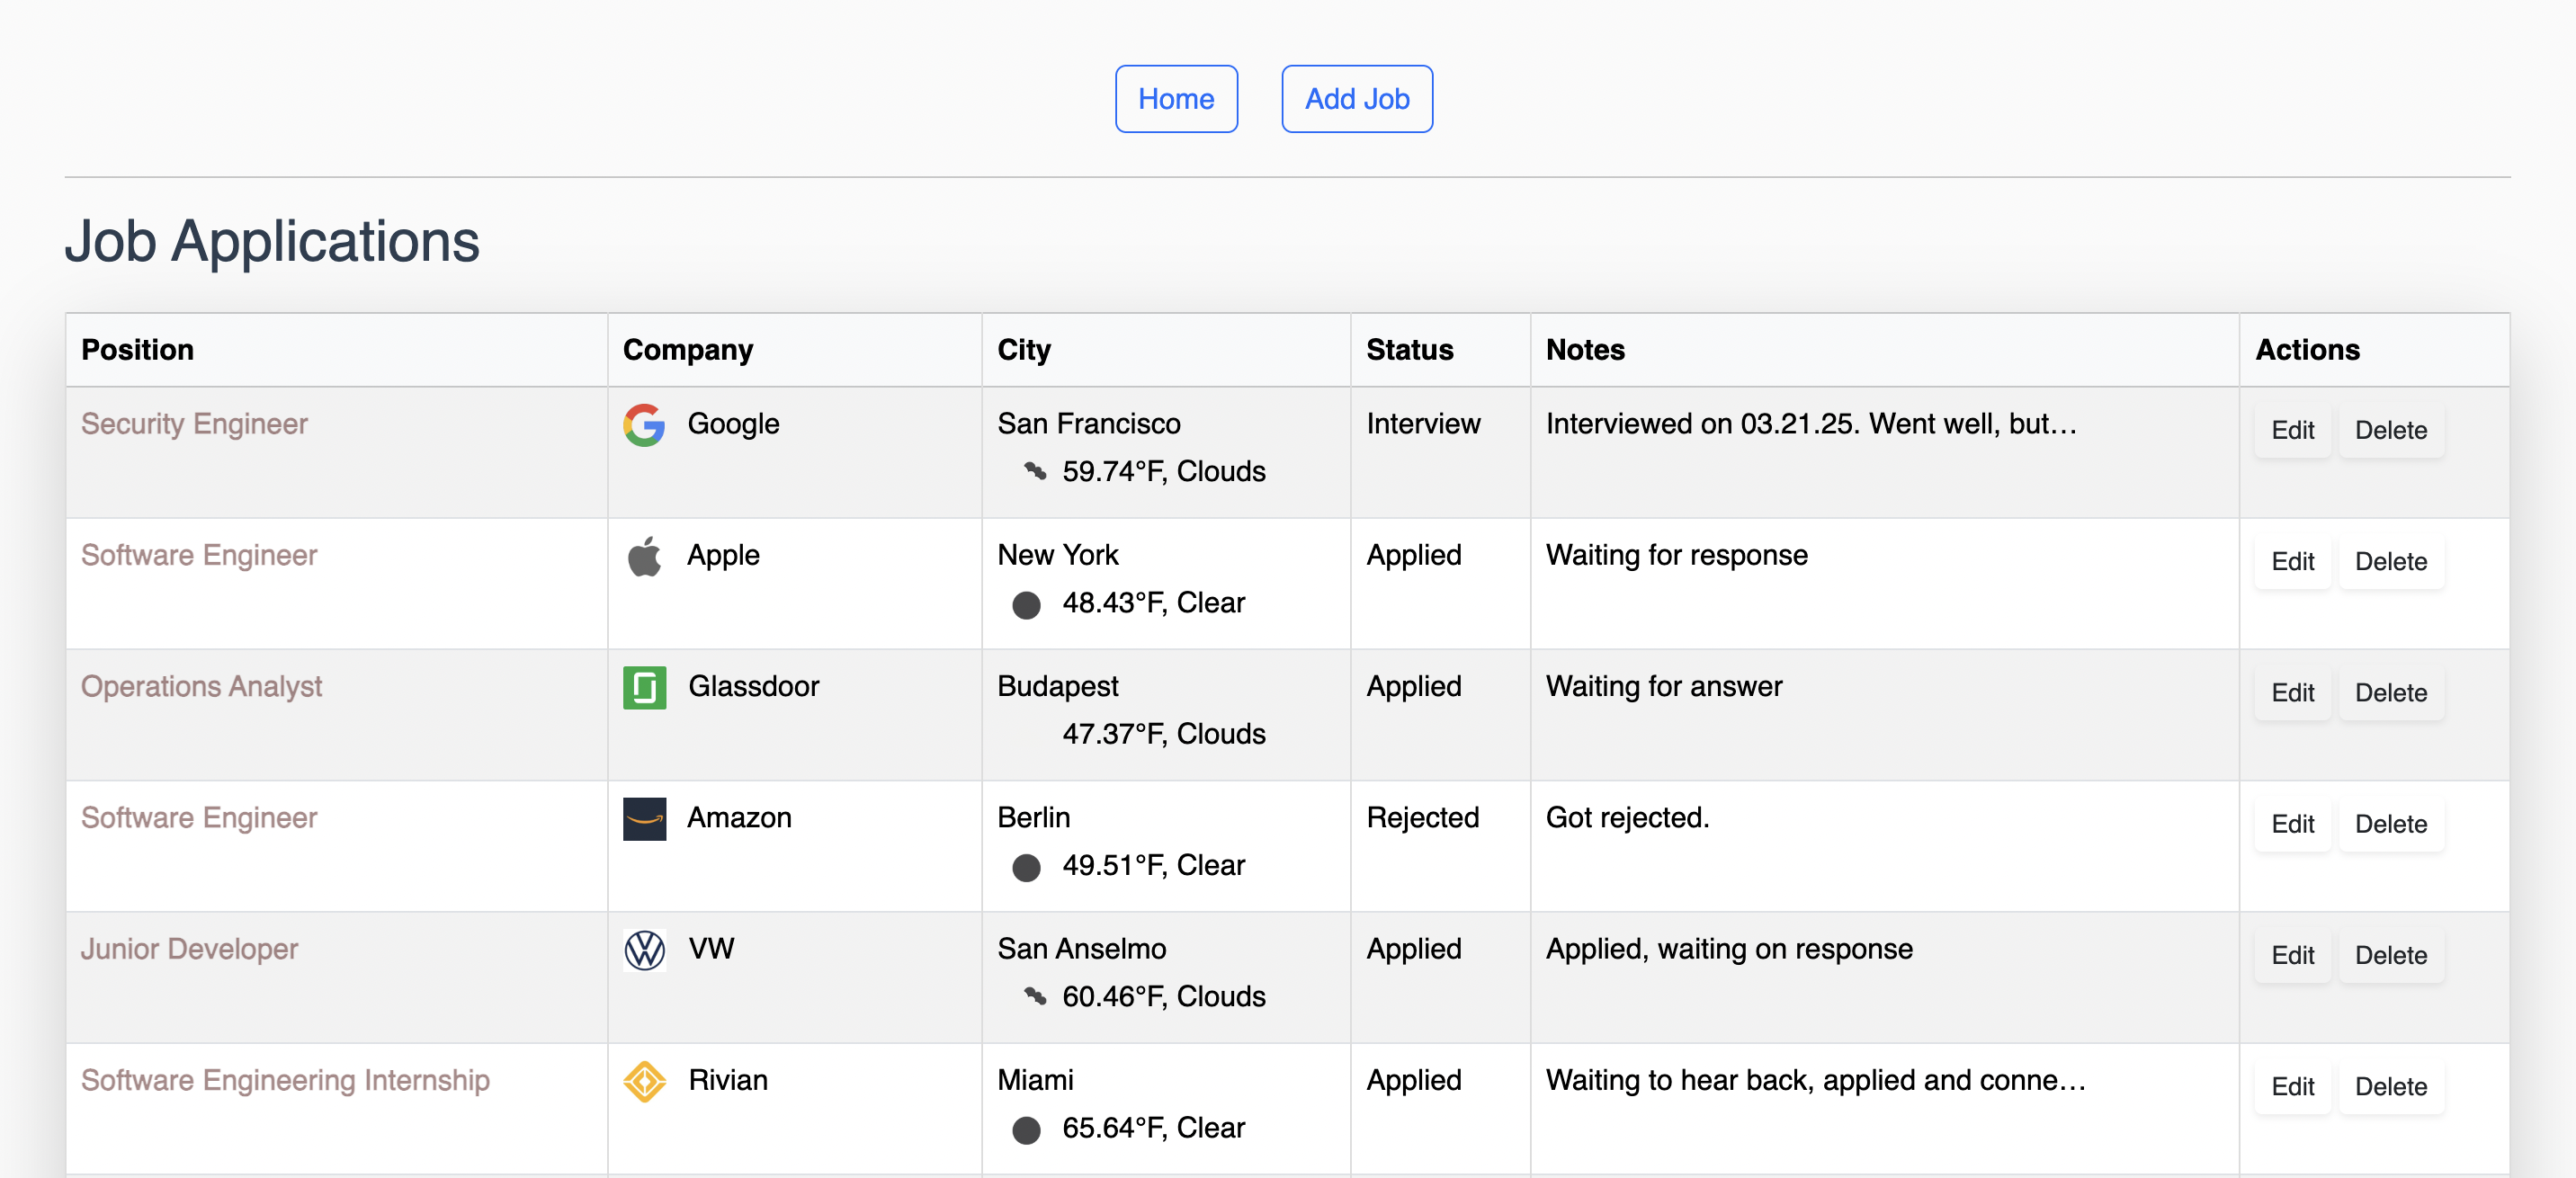 Home Add Job
Job Applications
Position Company City Status Notes Actions
Security Engineer Google San Francisco Interview Interviewed on 03.21.25. Went well, but… Edit Delete
59.74°F, Clouds
Software Engineer Apple New York Applied Waiting for response Edit Delete
48.43°F, Clear
Operations Analyst Glassdoor Budapest Applied Waiting for answer Edit Delete
47.37°F, Clouds
Software Engineer Amazon Berlin Rejected Got rejected. Edit Delete
49.51°F, Clear
Junior Developer VW San Anselmo Applied Applied, waiting on response Edit Delete
60.46°F, Clouds
Software Engineering Internship Rivian Miami Applied Waiting to hear back, applied and conne… Edit Delete
65.64°F, Clear